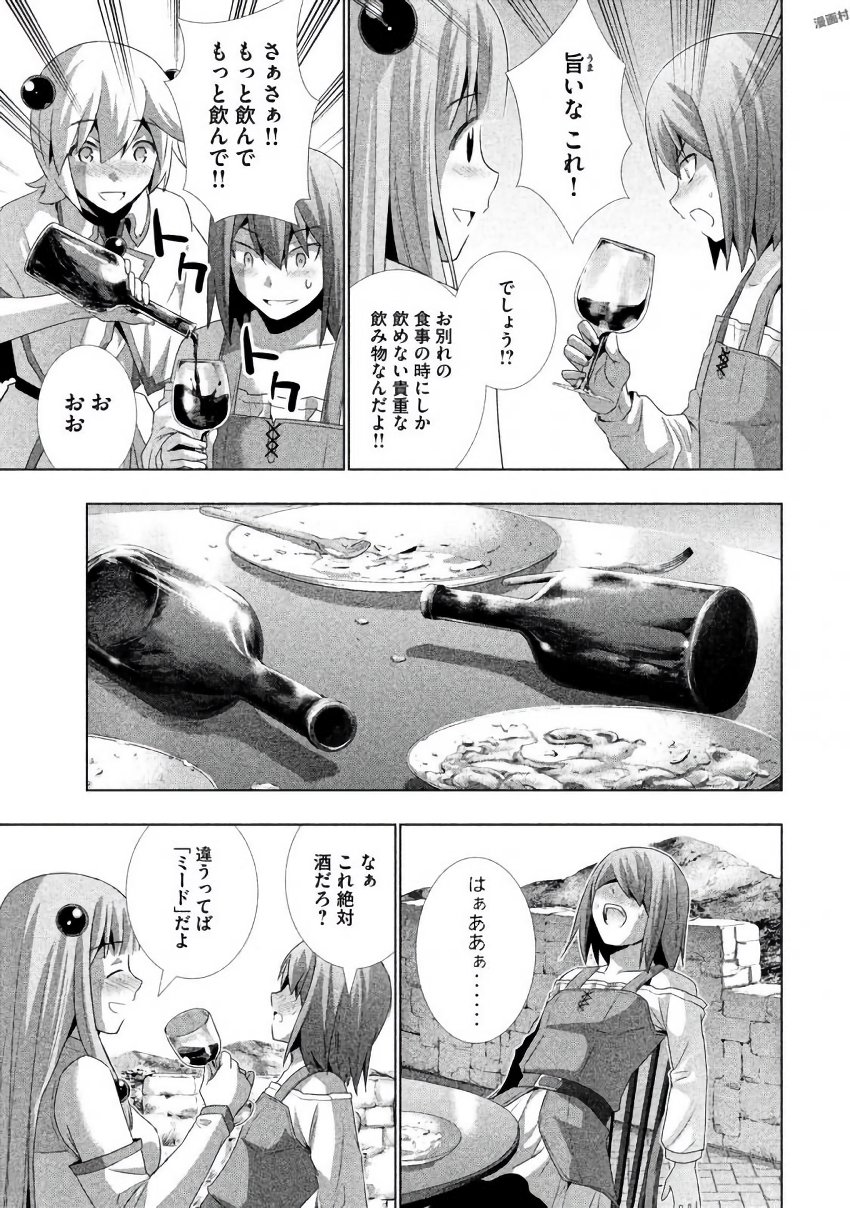 漫画村
旨いな これ!
うま
でしょう!?
お別れの
食事の時にしか
飲めない貴重な
飲み物なんだよ!!
さぁさぁ!!
もっと飲んで
もっと飲んで!!
トク
トク
お
おお
はぁああぁ‥‥‥
なぁ
これ絶対
酒だろ?
違うってば
「ミード」だよ